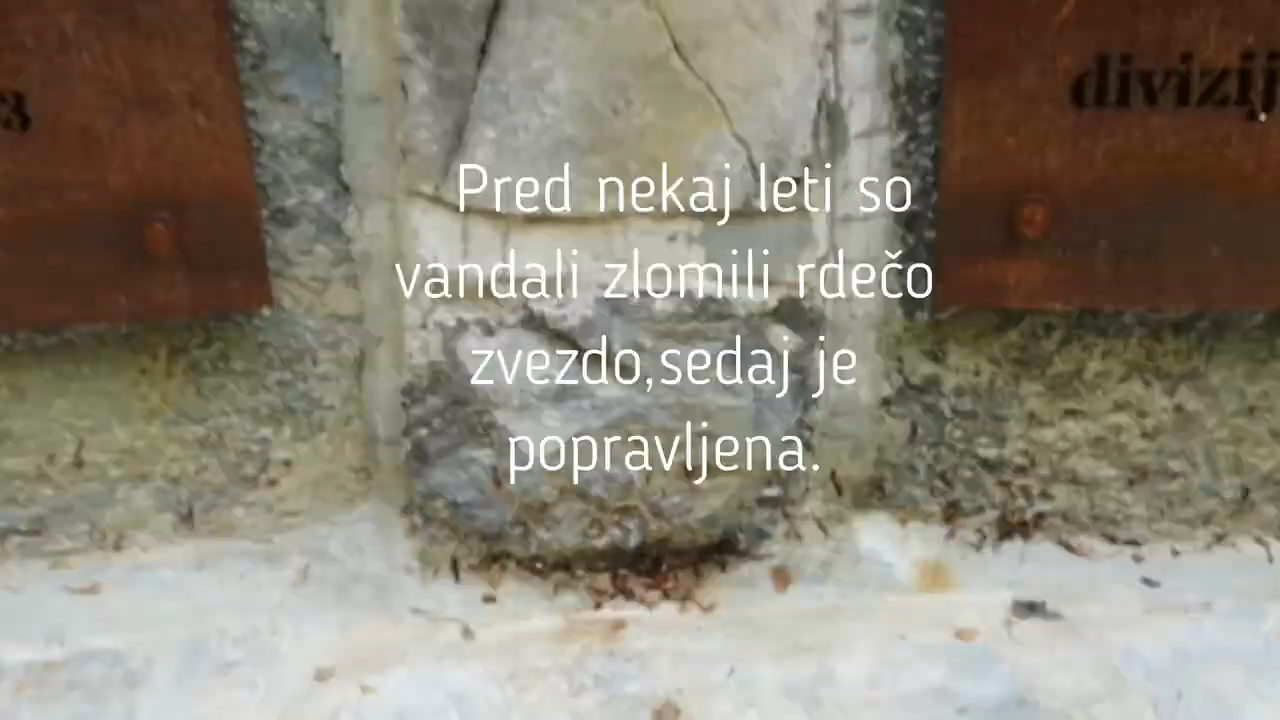 divizij
Pred nekaj leti so
vandali zlomili rdečo
zvezdo,sedaj je
popravljena.